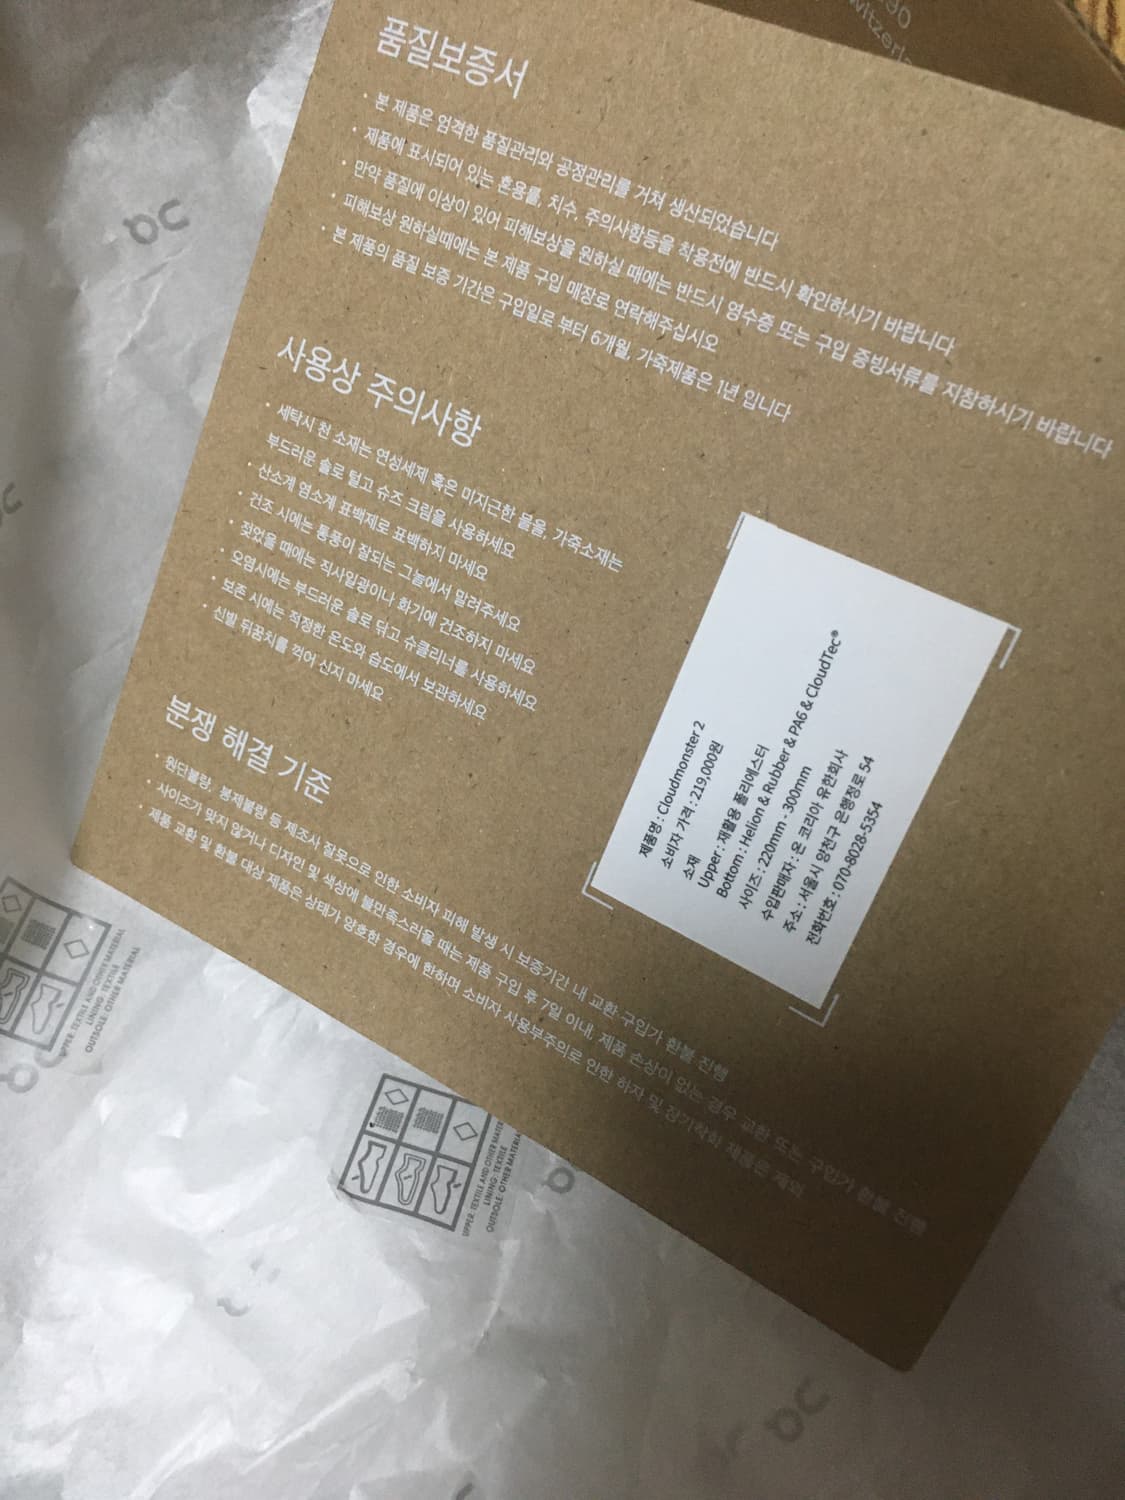 품질보증서
• 본 제품은 엄격한 품질관리와 공정관리를 거쳐 생산되었습니다
• 제품에 표시되어 있는 혼용률, 치수, 주의사항등을 착용전에 반드시 확인하시기 바랍니다
• 만약 품질에 이상이 있어 피해보상을 원하실 때에는 반드시 영수증 또는 구입 증빙서류를 지참하시기 바랍니다
• 피해보상 원하실때에는 본 제품 구입 매장로 연락해주십시오
• 본 제품의 품질 보증 기간은 구입일로 부터 6개월, 가죽제품은 1년 입니다
사용상 주의사항
• 세탁시 천 소재는 연성세제 혹은 미지근한 물을, 가죽소재는
부드러운 솔로 털고 슈즈 크림을 사용하세요
• 산소계 염소계 표백제로 표백하지 마세요
• 건조 시에는 통풍이 잘되는 그늘에서 말려주세요
• 젖었을 때에는 직사일광이나 화기에 건조하지 마세요
• 오염시에는 부드러운 솔로 닦고 슈클리너를 사용하세요
• 보존 시에는 적정한 온도와 습도에서 보관하세요
• 신발 뒤꿈치를 꺾어 신지 마세요
분쟁 해결 기준
• 원단불량, 봉제불량 등 제조사 잘못으로 인한 소비자 피해 발생 시 보증기간 내 교환·구입가 환불 진행
• 사이즈가 맞지 않거나 디자인 및 색상에 불만족스러울 때는 제품 구입 후 7일 이내, 제품 손상이 없는 경우 교환 또는 구입가 환불 진행
• 제품 교환 및 환불 대상 제품은 상태가 양호한 경우에 한하며 소비자 사용부주의로 인한 하자 및 장기착화 제품은 제외
제품명 : Cloudmonster 2
소비자 가격 : 219,000원
소재
Upper : 재활용 폴리에스터
Bottom : Helion & Rubber & PA6 & CloudTec®
사이즈 : 220mm - 300mm
수입판매자 : 온 코리아 유한회사
주소 : 서울시 양천구 은행정로 54
전화번호 : 070-8028-5354
UPPER: TEXTILE AND OTHER MATERIAL
LINING: TEXTILE
OUTSOLE: OTHER MATERIAL
UPPER: TEXTILE AND OTHER MATERIAL
LINING: TEXTILE
OUTSOLE: OTHER MATERIAL